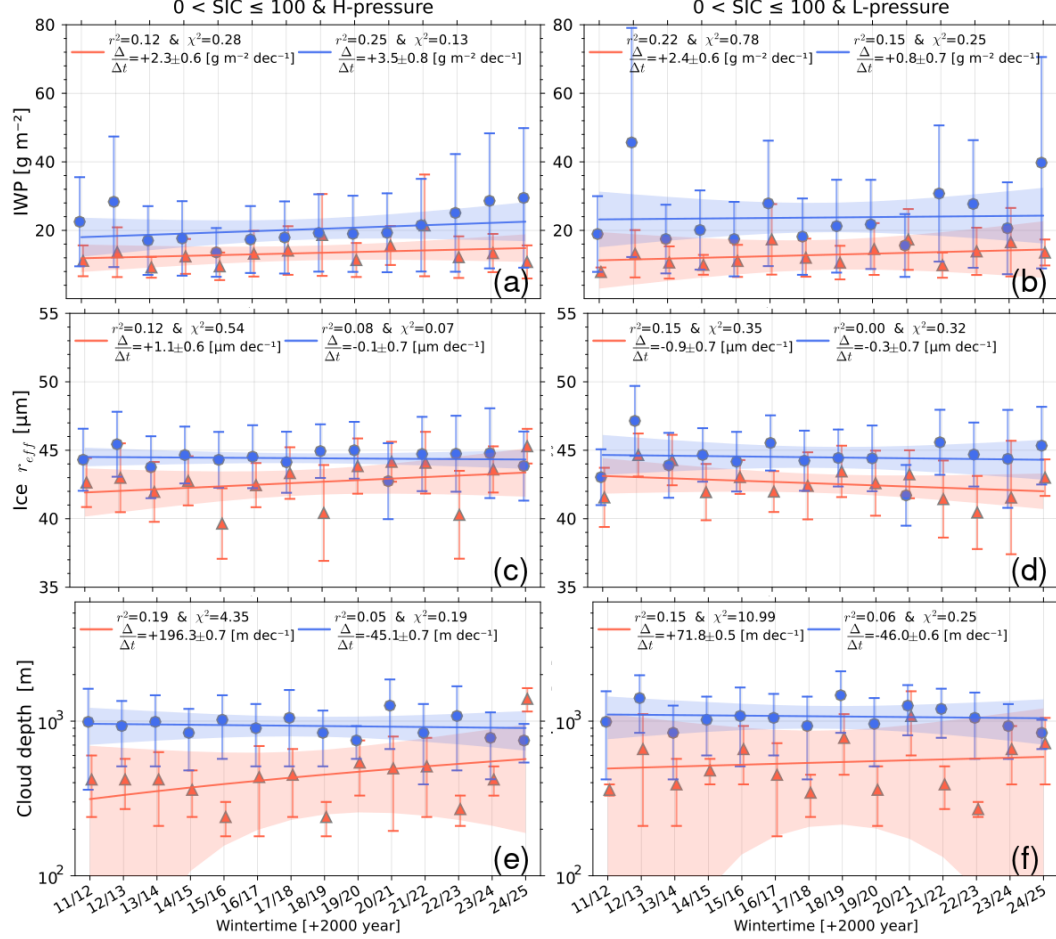 0 < SIC ≤ 100 & H-pressure
0 < SIC ≤ 100 & L-pressure
IWP [g m⁻²]
80
60
40
20
r²=0.12 & χ²=0.28
Δ/Δt=+2.3±0.6 [g m⁻² dec⁻¹]
r²=0.25 & χ²=0.13
Δ/Δt=+3.5±0.8 [g m⁻² dec⁻¹]
(a)
80
60
40
20
r²=0.22 & χ²=0.78
Δ/Δt=+2.4±0.6 [g m⁻² dec⁻¹]
r²=0.15 & χ²=0.25
Δ/Δt=+0.8±0.7 [g m⁻² dec⁻¹]
(b)
Ice r_eff [μm]
55
50
45
40
35
r²=0.12 & χ²=0.54
Δ/Δt=+1.1±0.6 [μm dec⁻¹]
r²=0.08 & χ²=0.07
Δ/Δt=-0.1±0.7 [μm dec⁻¹]
(c)
55
50
45
40
35
r²=0.15 & χ²=0.35
Δ/Δt=-0.9±0.7 [μm dec⁻¹]
r²=0.00 & χ²=0.32
Δ/Δt=-0.3±0.7 [μm dec⁻¹]
(d)
Cloud depth [m]
10³
10²
r²=0.19 & χ²=4.35
Δ/Δt=+196.3±0.7 [m dec⁻¹]
r²=0.05 & χ²=0.19
Δ/Δt=-45.1±0.7 [m dec⁻¹]
(e)
10³
10²
r²=0.15 & χ²=10.99
Δ/Δt=+71.8±0.5 [m dec⁻¹]
r²=0.06 & χ²=0.25
Δ/Δt=-46.0±0.6 [m dec⁻¹]
(f)
11/12 12/13 13/14 14/15 15/16 16/17 17/18 18/19 19/20 20/21 21/22 22/23 23/24 24/25
11/12 12/13 13/14 14/15 15/16 16/17 17/18 18/19 19/20 20/21 21/22 22/23 23/24 24/25
Wintertime [+2000 year]
Wintertime [+2000 year]